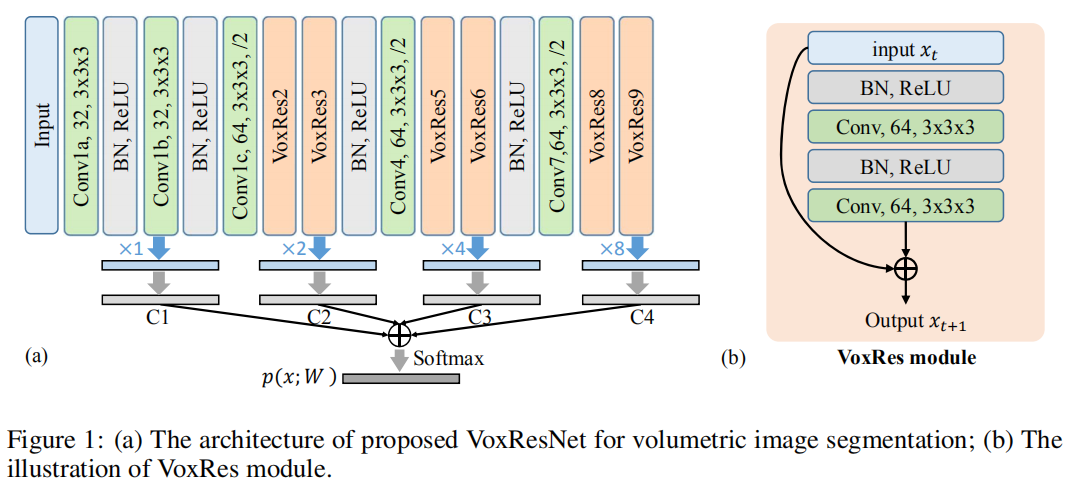 Input
Conv1a, 32, 3x3x3
BN, ReLU
Conv1b, 32, 3x3x3
BN, ReLU
Conv1c, 64, 3x3x3, /2
VoxRes2
VoxRes3
BN, ReLU
Conv4, 64, 3x3x3, /2
VoxRes5
VoxRes6
BN, ReLU
Conv7,64, 3x3x3, /2
VoxRes8
VoxRes9
×1
×2
×4
×8
C1
C2
C3
C4
Softmax
p(x;W)
(a)
input xₜ
BN, ReLU
Conv, 64, 3x3x3
BN, ReLU
Conv, 64, 3x3x3
Output xₜ₊₁
(b)
VoxRes module
Figure 1: (a) The architecture of proposed VoxResNet for volumetric image segmentation; (b) The
illustration of VoxRes module.